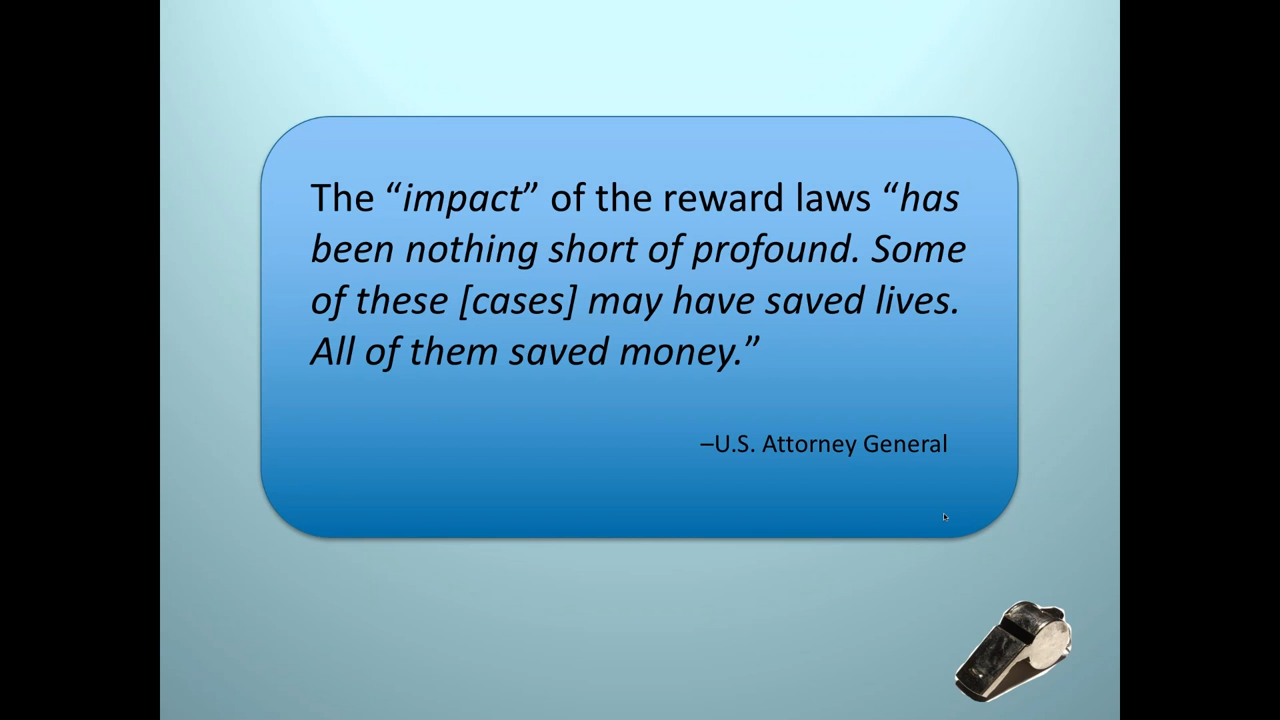 The “impact” of the reward laws “has
been nothing short of profound. Some
of these [cases] may have saved lives.
All of them saved money.”
–U.S. Attorney General